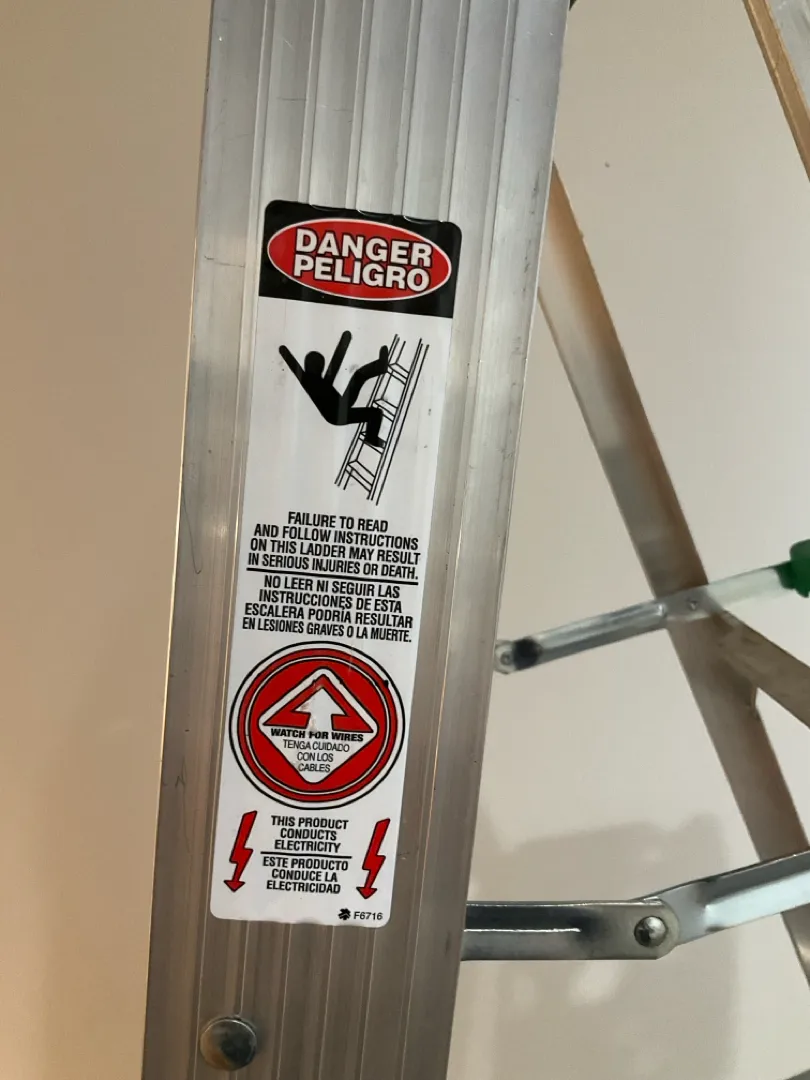 DANGER
PELIGRO
FAILURE TO READ
AND FOLLOW INSTRUCTIONS
ON THIS LADDER MAY RESULT
IN SERIOUS INJURIES OR DEATH.
NO LEER NI SEGUIR LAS
INSTRUCCIONES DE ESTA
ESCALERA PODRÍA RESULTAR
EN LESIONES GRAVES O LA MUERTE.
WATCH FOR WIRES
TENGA CUIDADO
CON LOS
CABLES
THIS PRODUCT
CONDUCTS
ELECTRICITY
ESTE PRODUCTO
CONDUCE LA
ELECTRICIDAD
F6716